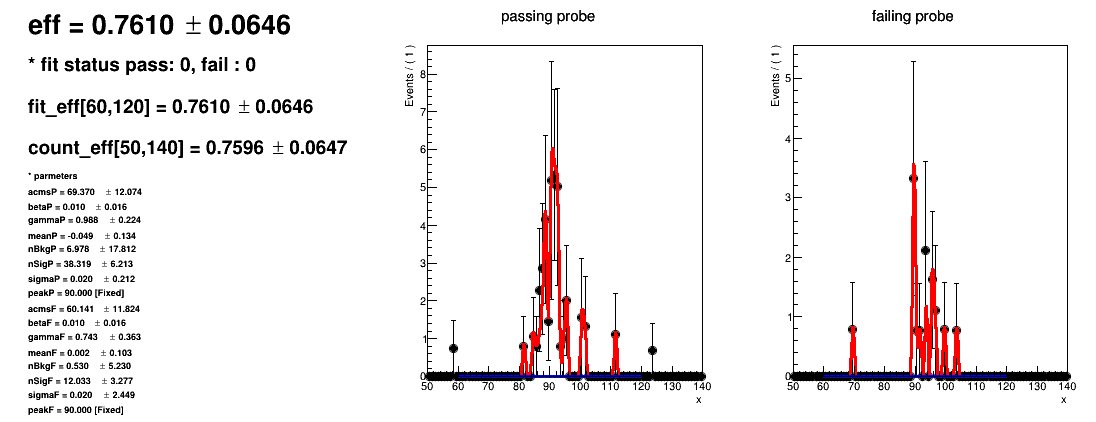 eff = 0.7610 ± 0.0646
* fit status pass: 0, fail : 0
fit_eff[60,120] = 0.7610 ± 0.0646
count_eff[50,140] = 0.7596 ± 0.0647
* parmeters
acmsP = 69.370 ± 12.074
betaP = 0.010 ± 0.016
gammaP = 0.988 ± 0.224
meanP = -0.049 ± 0.134
nBkgP = 6.978 ± 17.812
nSigP = 38.319 ± 6.213
sigmaP = 0.020 ± 0.212
peakP = 90.000 [Fixed]
acmsF = 60.141 ± 11.824
betaF = 0.010 ± 0.016
gammaF = 0.743 ± 0.363
meanF = 0.002 ± 0.103
nBkgF = 0.530 ± 5.230
nSigF = 12.033 ± 3.277
sigmaF = 0.020 ± 2.449
peakF = 90.000 [Fixed]
passing probe
Events / ( 1 )
8
7
6
5
4
3
2
1
0
50 60 70 80 90 100 110 120 130 140
x
failing probe
Events / ( 1 )
5
4
3
2
1
0
50 60 70 80 90 100 110 120 130 140
x